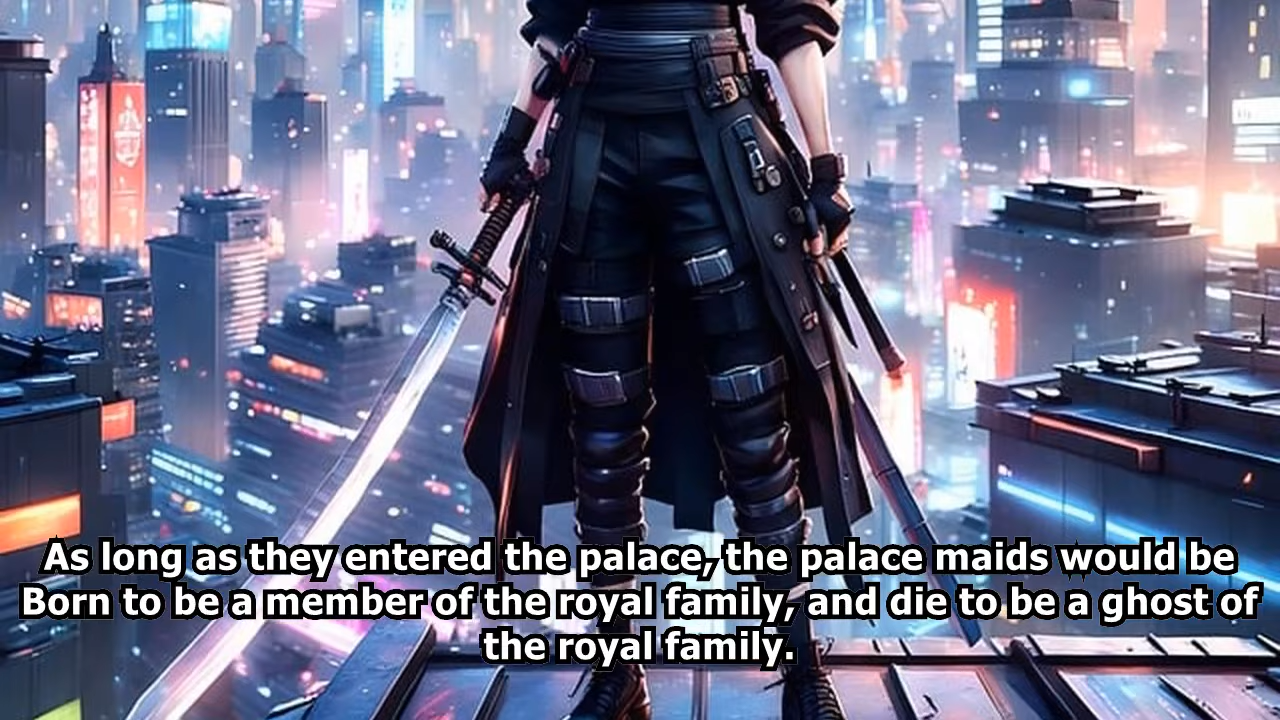 As long as they entered the palace, the palace maids would be
Born to be a member of the royal family, and die to be a ghost of
the royal family.